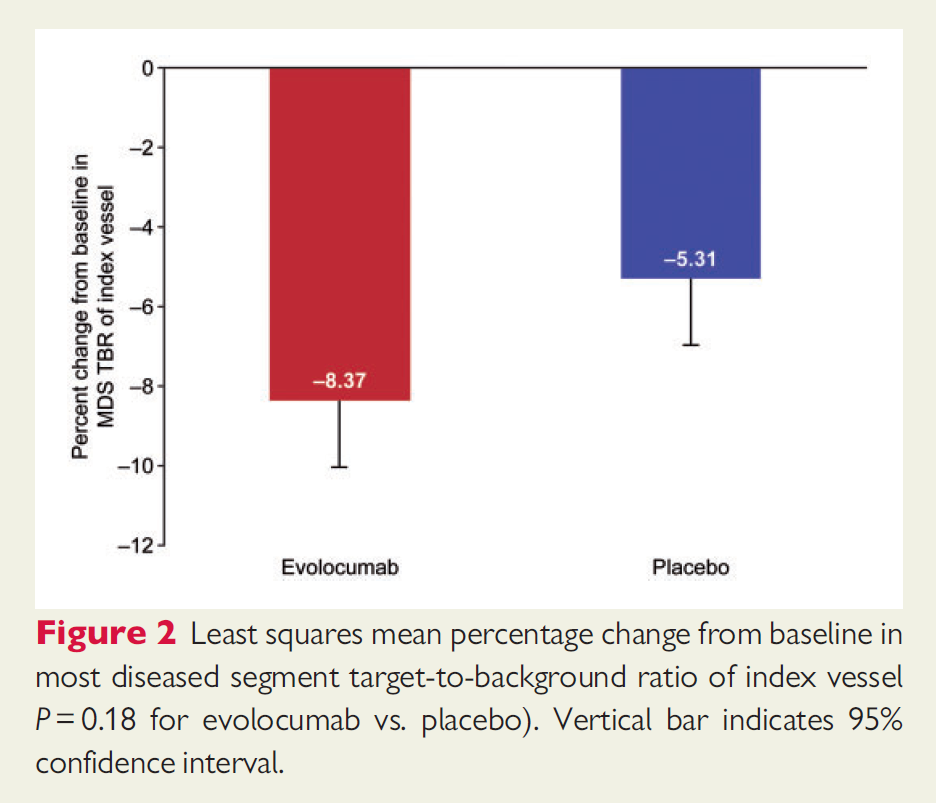 0
−2
−4
−6
−8
−10
−12
Percent change from baseline in
MDS TBR of index vessel
−8.37
−5.31
Evolocumab
Placebo
Figure 2 Least squares mean percentage change from baseline in
most diseased segment target-to-background ratio of index vessel
P = 0.18 for evolocumab vs. placebo). Vertical bar indicates 95%
confidence interval.